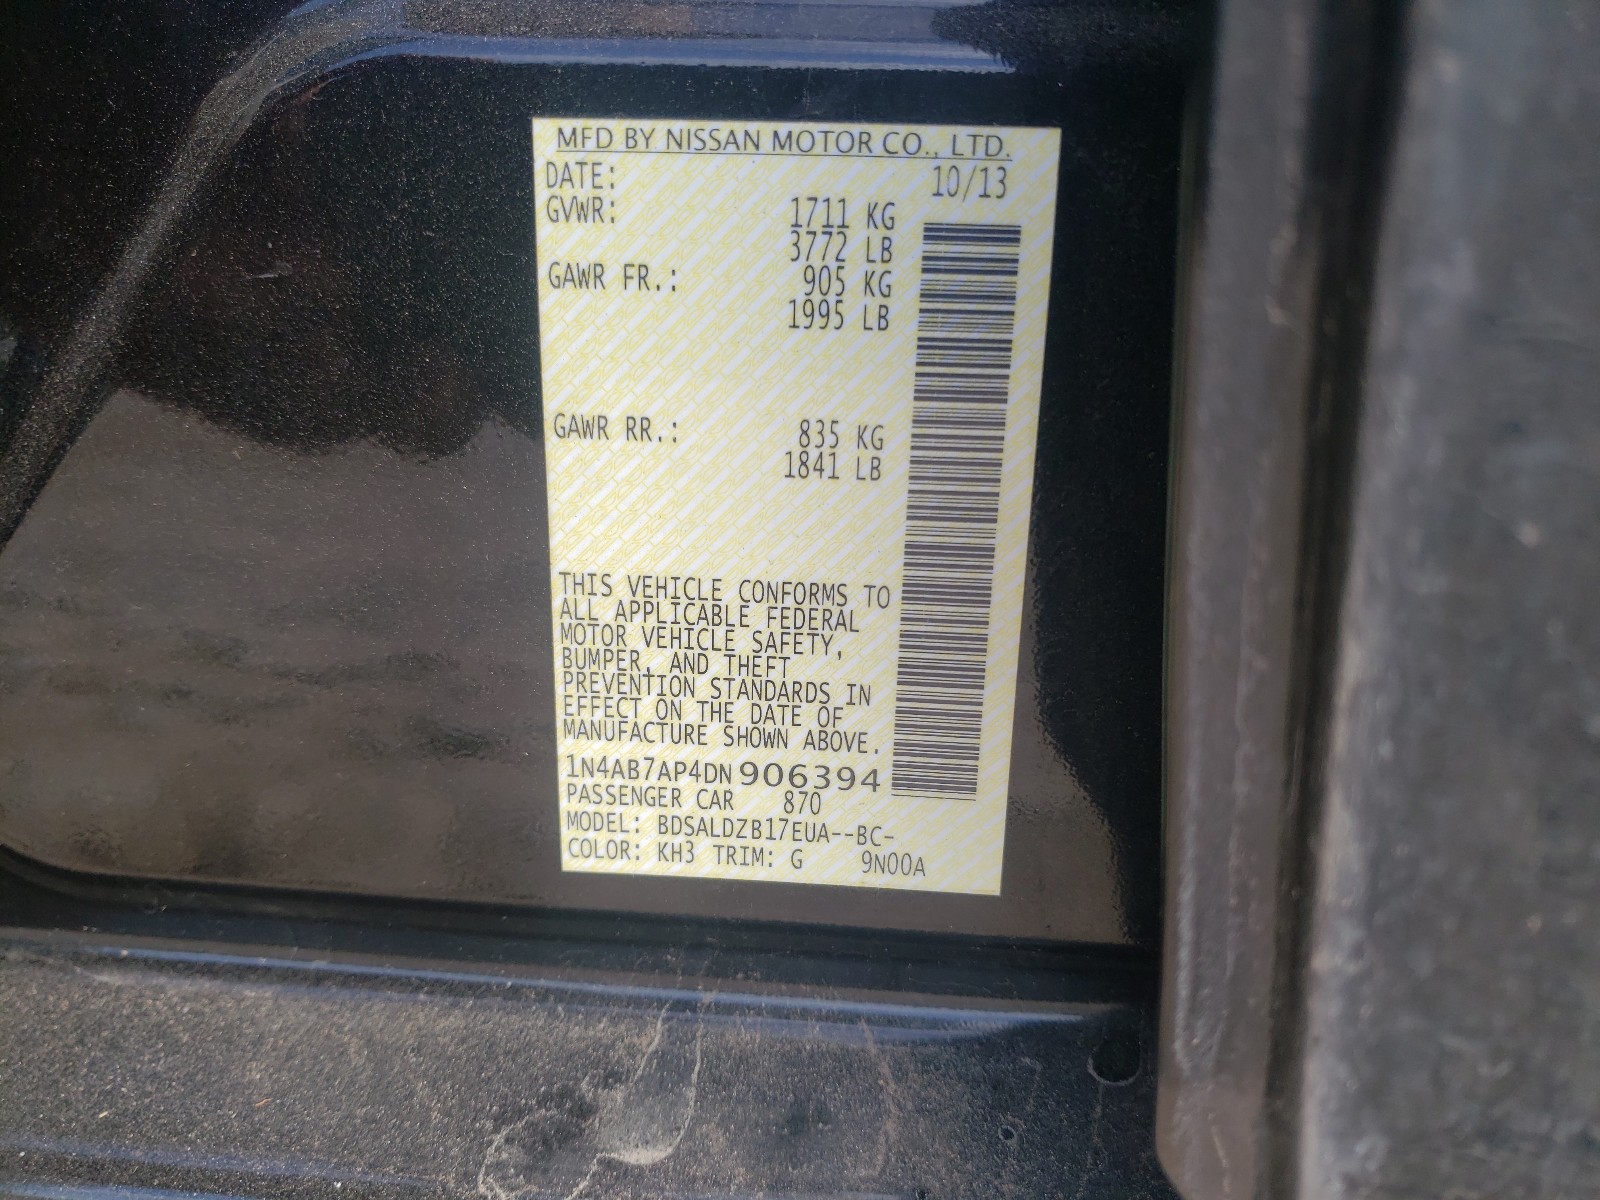 MFD BY NISSAN MOTOR CO., LTD.
DATE: 10/13
GVWR: 1711 KG
3772 LB
GAWR FR.: 905 KG
1995 LB
GAWR RR.: 835 KG
1841 LB
THIS VEHICLE CONFORMS TO
ALL APPLICABLE FEDERAL
MOTOR VEHICLE SAFETY,
BUMPER, AND THEFT
PREVENTION STANDARDS IN
EFFECT ON THE DATE OF
MANUFACTURE SHOWN ABOVE.
1N4AB7AP4DN906394
PASSENGER CAR 870
MODEL: BDSALDZB17EUA--BC-
COLOR: KH3 TRIM: G 9N00A